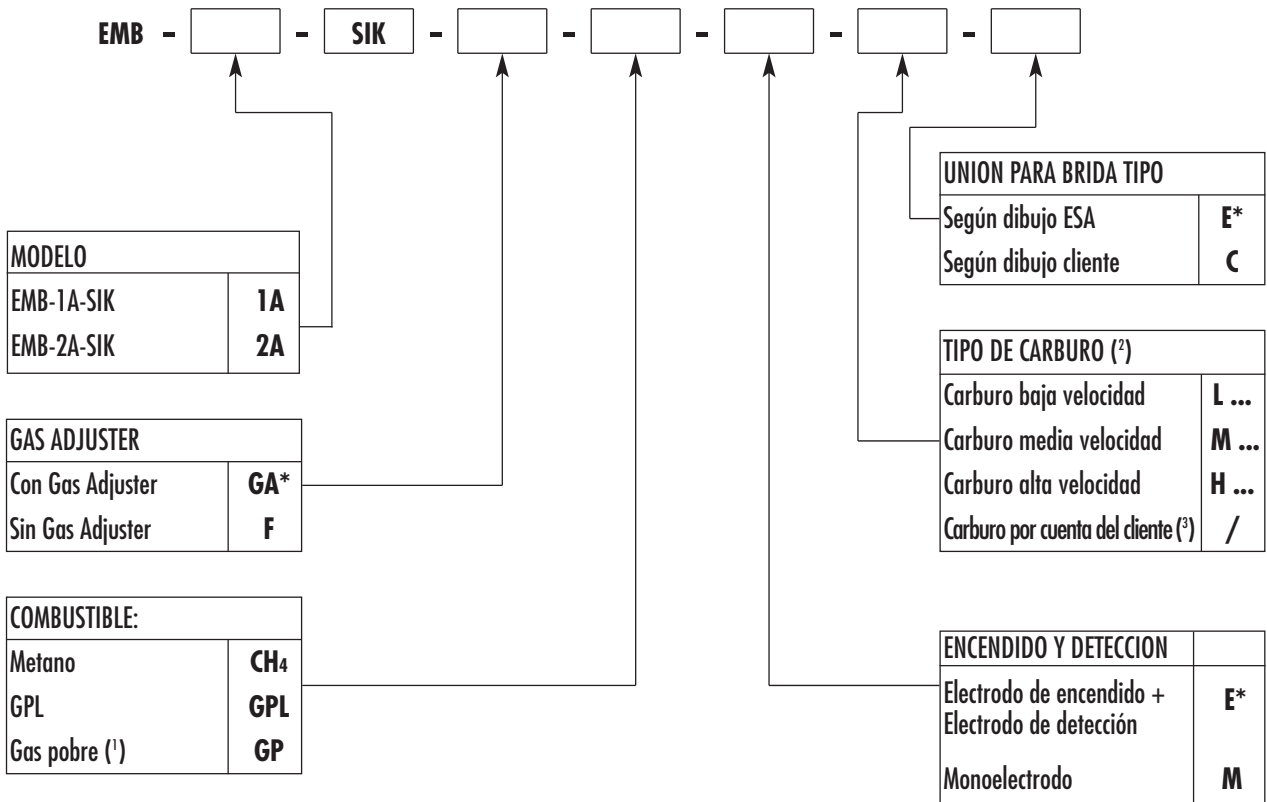 EMB - - SIK - - - - -
MODELO
EMB-1A-SIK 1A
EMB-2A-SIK 2A
GAS ADJUSTER
Con Gas Adjuster GA*
Sin Gas Adjuster F
COMBUSTIBLE:
Metano CH₄
GPL GPL
Gas pobre (¹) GP
UNION PARA BRIDA TIPO
Según dibujo ESA E*
Según dibujo cliente C
TIPO DE CARBURO (²)
Carburo baja velocidad L ...
Carburo media velocidad M ...
Carburo alta velocidad H ...
Carburo por cuenta del cliente (³) /
ENCENDIDO Y DETECCION
Electrodo de encendido + E*
Electrodo de detección
Monoelectrodo M